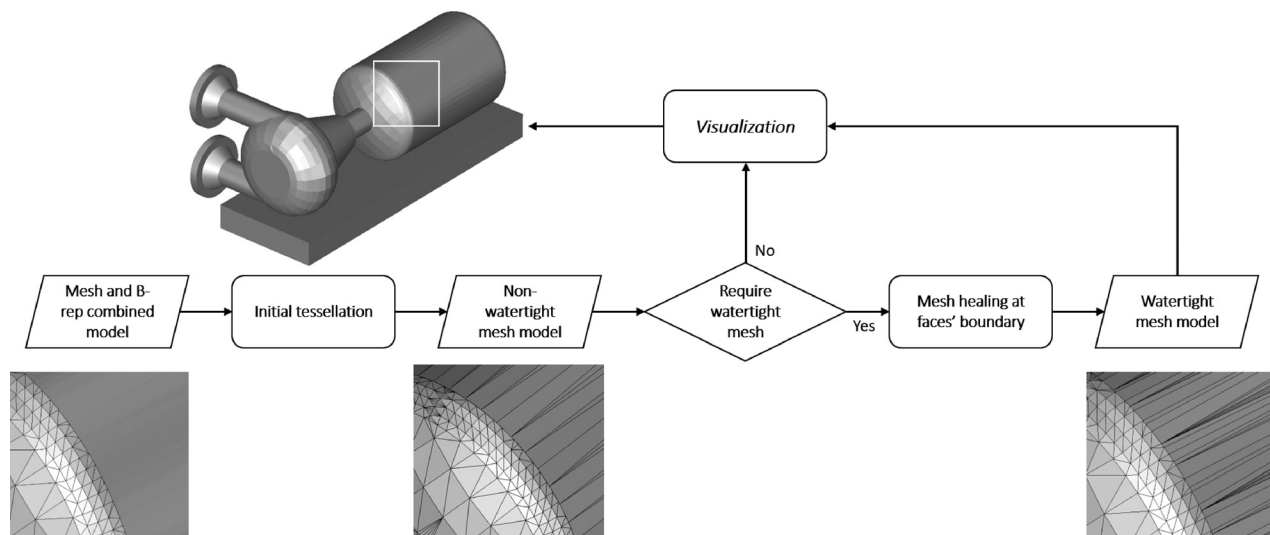 Visualization
No
Mesh and B-
rep combined
model
Initial tessellation
Non-
watertight
mesh model
Require
watertight
mesh
Yes
Mesh healing at
faces' boundary
Watertight
mesh model